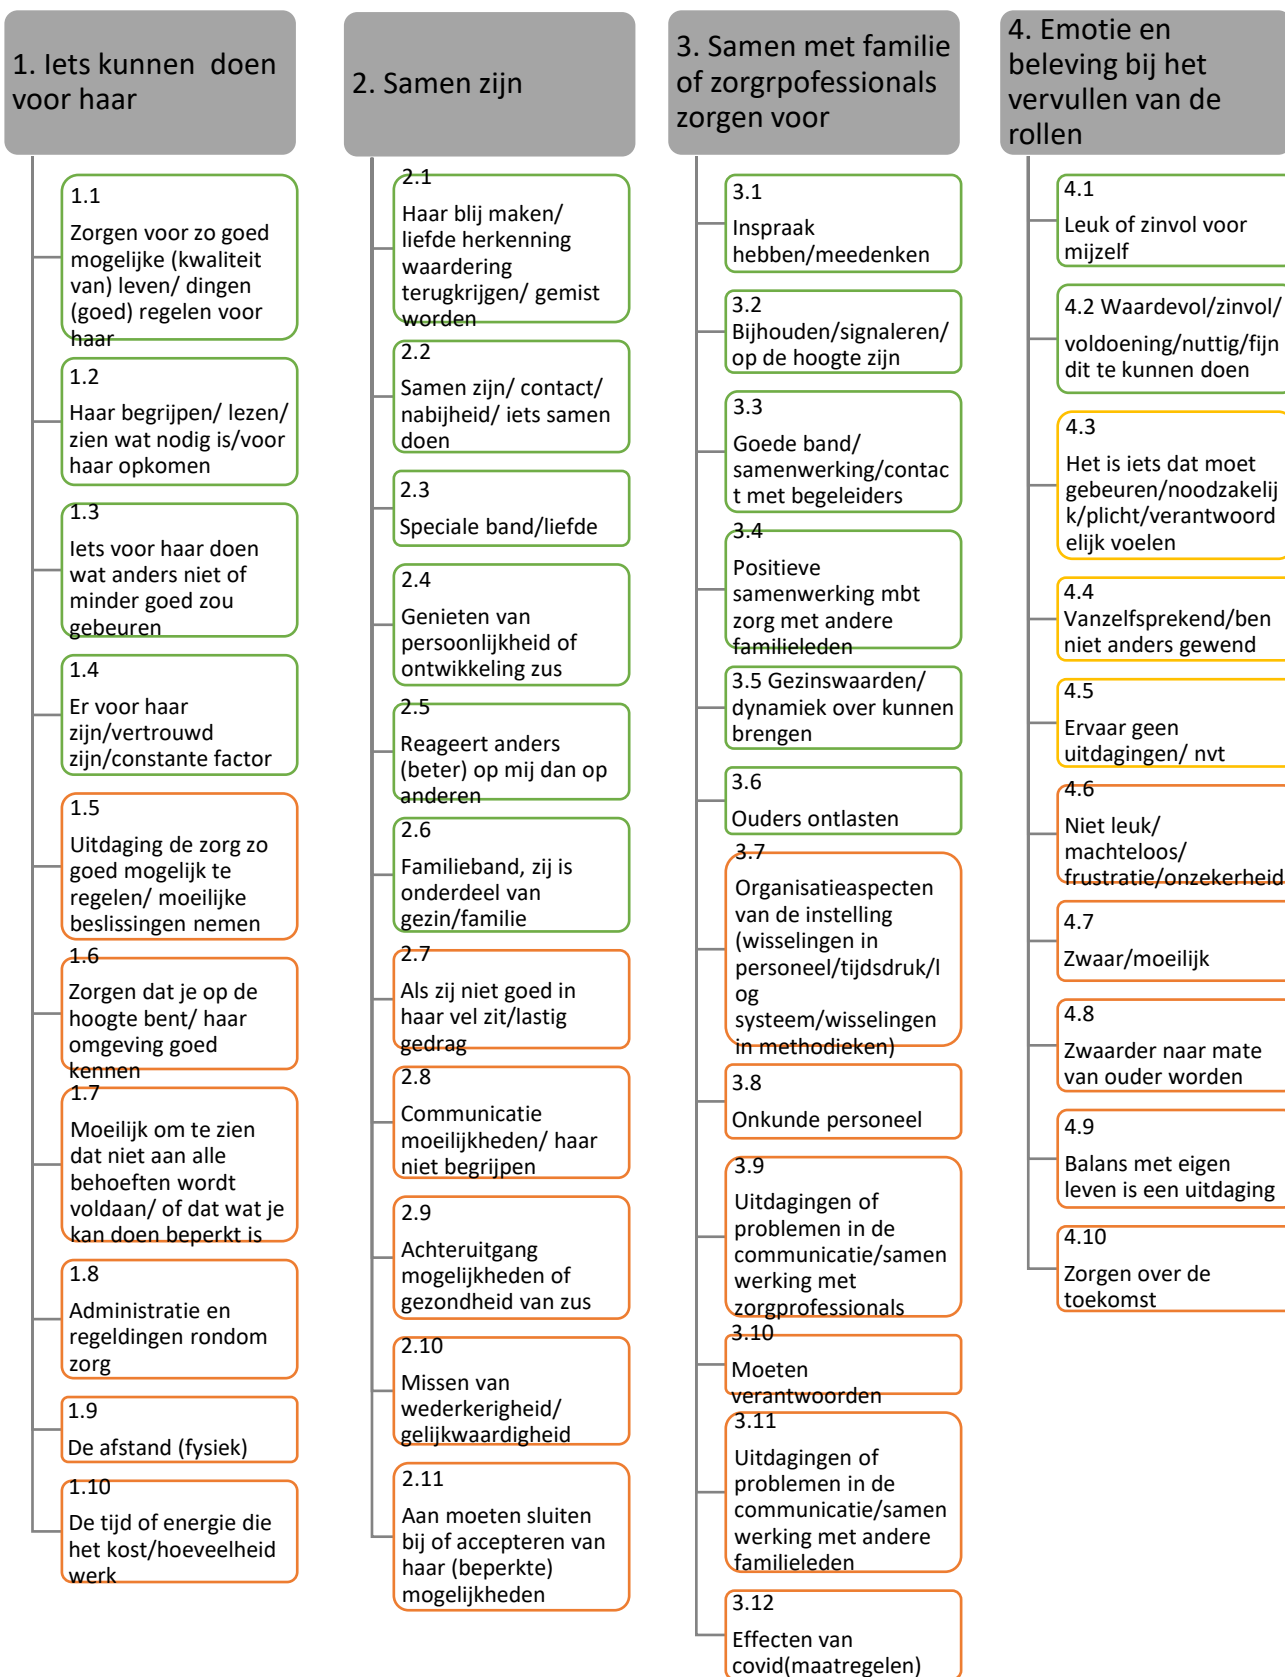 1. Iets kunnen  doen
voor haar
1.1
Zorgen voor zo goed
mogelijke (kwaliteit
van) leven/ dingen
(goed) regelen voor
haar
1.2
Haar begrijpen/ lezen/
zien wat nodig is/voor
haar opkomen
1.3
Iets voor haar doen
wat anders niet of
minder goed zou
gebeuren
1.4
Er voor haar
zijn/vertrouwd
zijn/constante factor
1.5
Uitdaging de zorg zo
goed mogelijk te
regelen/ moeilijke
beslissingen nemen
1.6
Zorgen dat je op de
hoogte bent/ haar
omgeving goed
kennen
1.7
Moeilijk om te zien
dat niet aan alle
behoeften wordt
voldaan/ of dat wat je
kan doen beperkt is
1.8
Administratie en
regeldingen rondom
zorg
1.9
De afstand (fysiek)
1.10
De tijd of energie die
het kost/hoeveelheid
werk
2. Samen zijn
2.1
Haar blij maken/
liefde herkenning
waardering
terugkrijgen/ gemist
worden
2.2
Samen zijn/ contact/
nabijheid/ iets samen
doen
2.3
Speciale band/liefde
2.4
Genieten van
persoonlijkheid of
ontwikkeling zus
2.5
Reageert anders
(beter) op mij dan op
anderen
2.6
Familieband, zij is
onderdeel van
gezin/familie
2.7
Als zij niet goed in
haar vel zit/lastig
gedrag
2.8
Communicatie
moeilijkheden/ haar
niet begrijpen
2.9
Achteruitgang
mogelijkheden of
gezondheid van zus
2.10
Missen van
wederkerigheid/
gelijkwaardigheid
2.11
Aan moeten sluiten
bij of accepteren van
haar (beperkte)
mogelijkheden
3. Samen met familie
of zorgrpofessionals
zorgen voor
3.1
Inspraak
hebben/meedenken
3.2
Bijhouden/signaleren/
op de hoogte zijn
3.3
Goede band/
samenwerking/contac
t met begeleiders
3.4
Positieve
samenwerking mbt
zorg met andere
familieleden
3.5 Gezinswaarden/
dynamiek over kunnen
brengen
3.6
Ouders ontlasten
3.7
Organisatieaspecten
van de instelling
(wisselingen in
personeel/tijdsdruk/l
og
systeem/wisselingen
in methodieken)
3.8
Onkunde personeel
3.9
Uitdagingen of
problemen in de
communicatie/samen
werking met
zorgprofessionals
3.10
Moeten
verantwoorden
3.11
Uitdagingen of
problemen in de
communicatie/samen
werking met andere
familieleden
3.12
Effecten van
covid(maatregelen)
4. Emotie en
beleving bij het
vervullen van de
rollen
4.1
Leuk of zinvol voor
mijzelf
4.2 Waardevol/zinvol/
voldoening/nuttig/fijn
dit te kunnen doen
4.3
Het is iets dat moet
gebeuren/noodzakelij
k/plicht/verantwoord
elijk voelen
4.4
Vanzelfsprekend/ben
niet anders gewend
4.5
Ervaar geen
uitdagingen/ nvt
4.6
Niet leuk/
machteloos/
frustratie/onzekerheid
4.7
Zwaar/moeilijk
4.8
Zwaarder naar mate
van ouder worden
4.9
Balans met eigen
leven is een uitdaging
4.10
Zorgen over de
toekomst